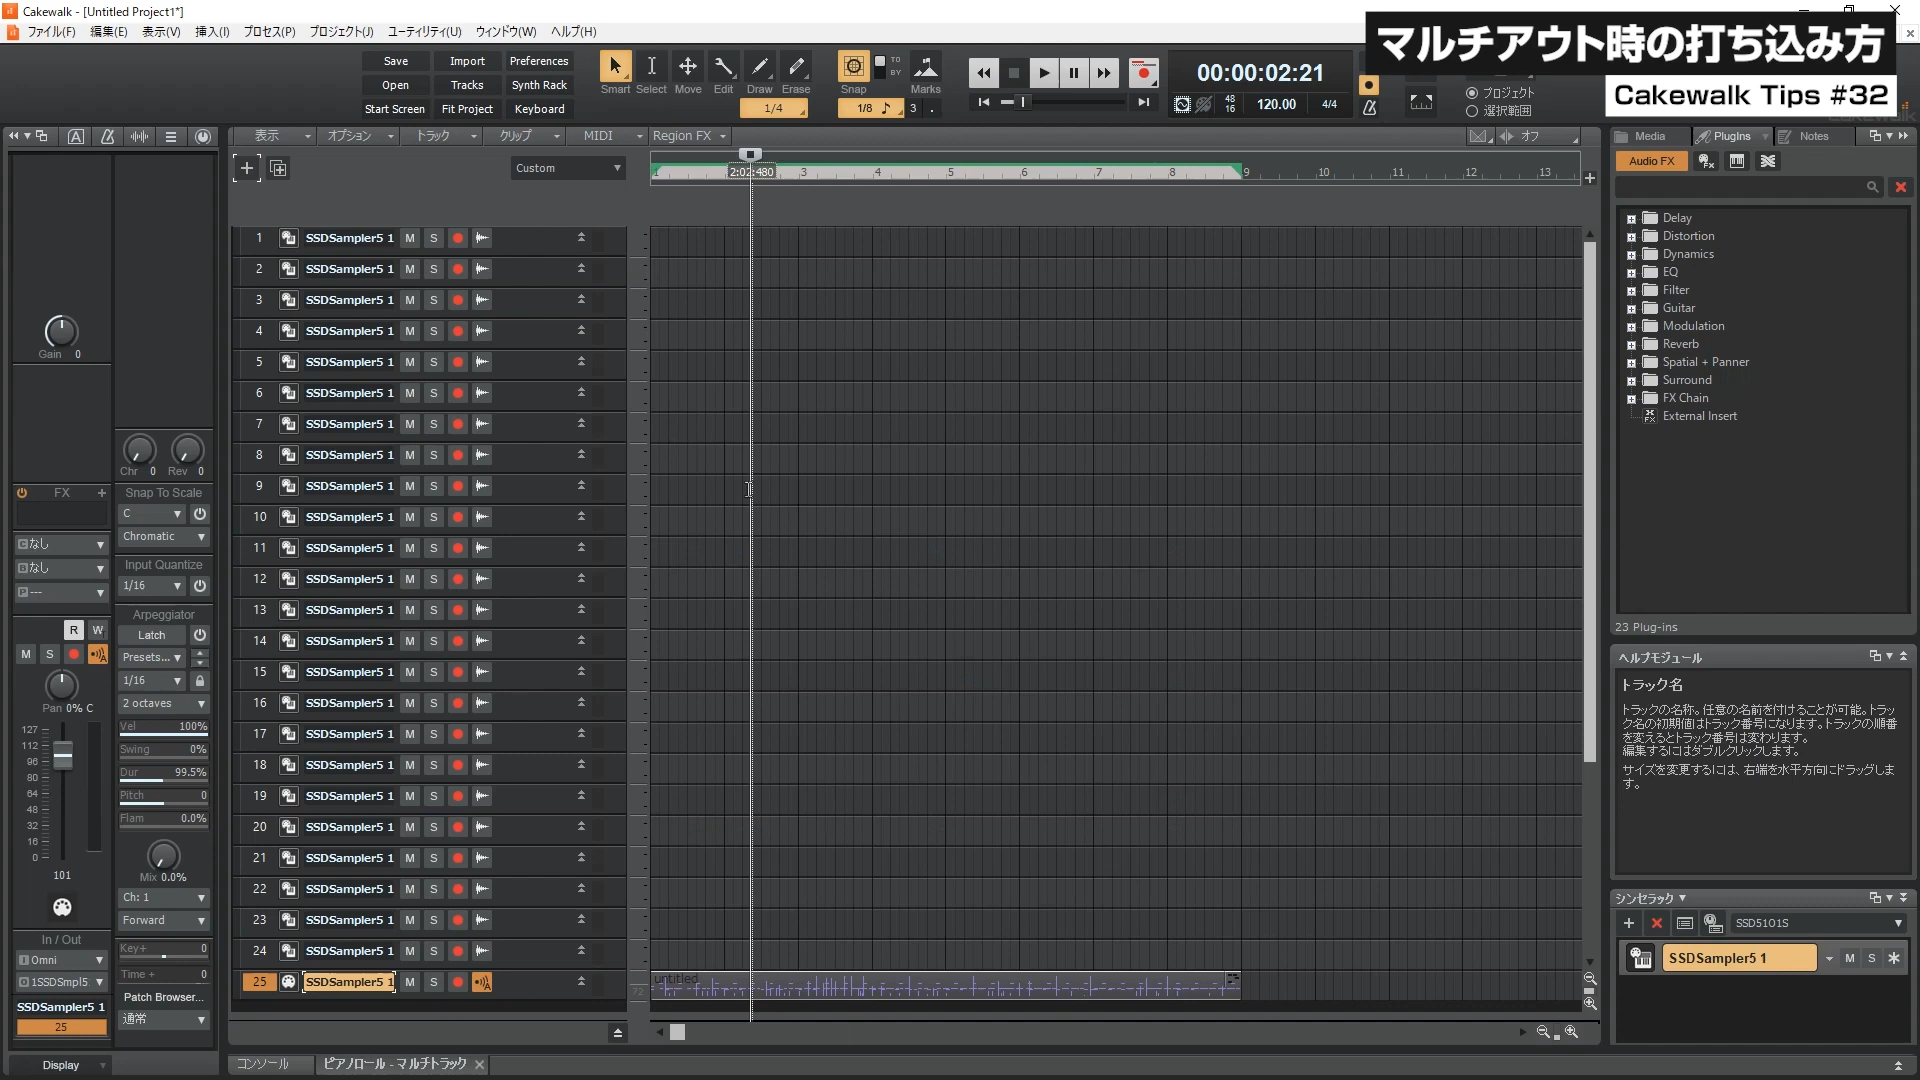 Cakewalk - [Untitled Project1*]
ファイル(F) 編集(E) 表示(V) 挿入(I) プロセス(P) プロジェクト(J) ユーティリティ(U) ウィンドウ(W) ヘルプ(H)
マルチアウト時の打ち込み方
Cakewalk Tips #32
Save Import Preferences
Open Tracks Synth Rack
Start Screen Fit Project Keyboard
Smart Select Move Edit Draw Erase Snap TO BY Marks
1/4 1/8 3 .
00:00:02:21
48 16 120.00 4/4
プロジェクト
選択範囲
表示 オプション トラック クリップ MIDI Region FX オフ
Custom
2:02:480 3 4 5 6 7 8 9 10 11 12 13
Media PlugIns Notes
Audio FX
Delay
Distortion
Dynamics
EQ
Filter
Guitar
Modulation
Reverb
Spatial + Panner
Surround
FX Chain
External Insert
23 Plug-ins
ヘルプモジュール
トラック名
トラックの名称。任意の名前を付けることが可能。トラッ
ク名の初期値はトラック番号になります。トラックの順番
を変えるとトラック番号は変わります。
編集するにはダブルクリックします。
サイズを変更するには、右端を水平方向にドラッグしま
す。
シンセラック
SSD5101S
SSDSampler5 1 M S
1 SSDSampler5 1 M S
2 SSDSampler5 1 M S
3 SSDSampler5 1 M S
4 SSDSampler5 1 M S
5 SSDSampler5 1 M S
6 SSDSampler5 1 M S
7 SSDSampler5 1 M S
8 SSDSampler5 1 M S
9 SSDSampler5 1 M S
10 SSDSampler5 1 M S
11 SSDSampler5 1 M S
12 SSDSampler5 1 M S
13 SSDSampler5 1 M S
14 SSDSampler5 1 M S
15 SSDSampler5 1 M S
16 SSDSampler5 1 M S
17 SSDSampler5 1 M S
18 SSDSampler5 1 M S
19 SSDSampler5 1 M S
20 SSDSampler5 1 M S
21 SSDSampler5 1 M S
22 SSDSampler5 1 M S
23 SSDSampler5 1 M S
24 SSDSampler5 1 M S
25 SSDSampler5 1 M S
untitled
72
Gain 0
FX
なし
なし
P ---
R W
M S
Pan 0% C
127
112
96
80
64
48
32
16
0
101
In / Out
Omni
1SSDSmpl5
SSDSampler5 1
25
Display
Chr 0 Rev 0
Snap To Scale
C
Chromatic
Input Quantize
1/16
Arpeggiator
Latch
Presets...
1/16
2 octaves
Vel 100%
Swing 0%
Dur 99.5%
Pitch 0
Flam 0.0%
Mix 0.0%
Ch: 1
Forward
Key+ 0
Time + 0
Patch Browser...
通常
コンソール ピアノロール - マルチトラック